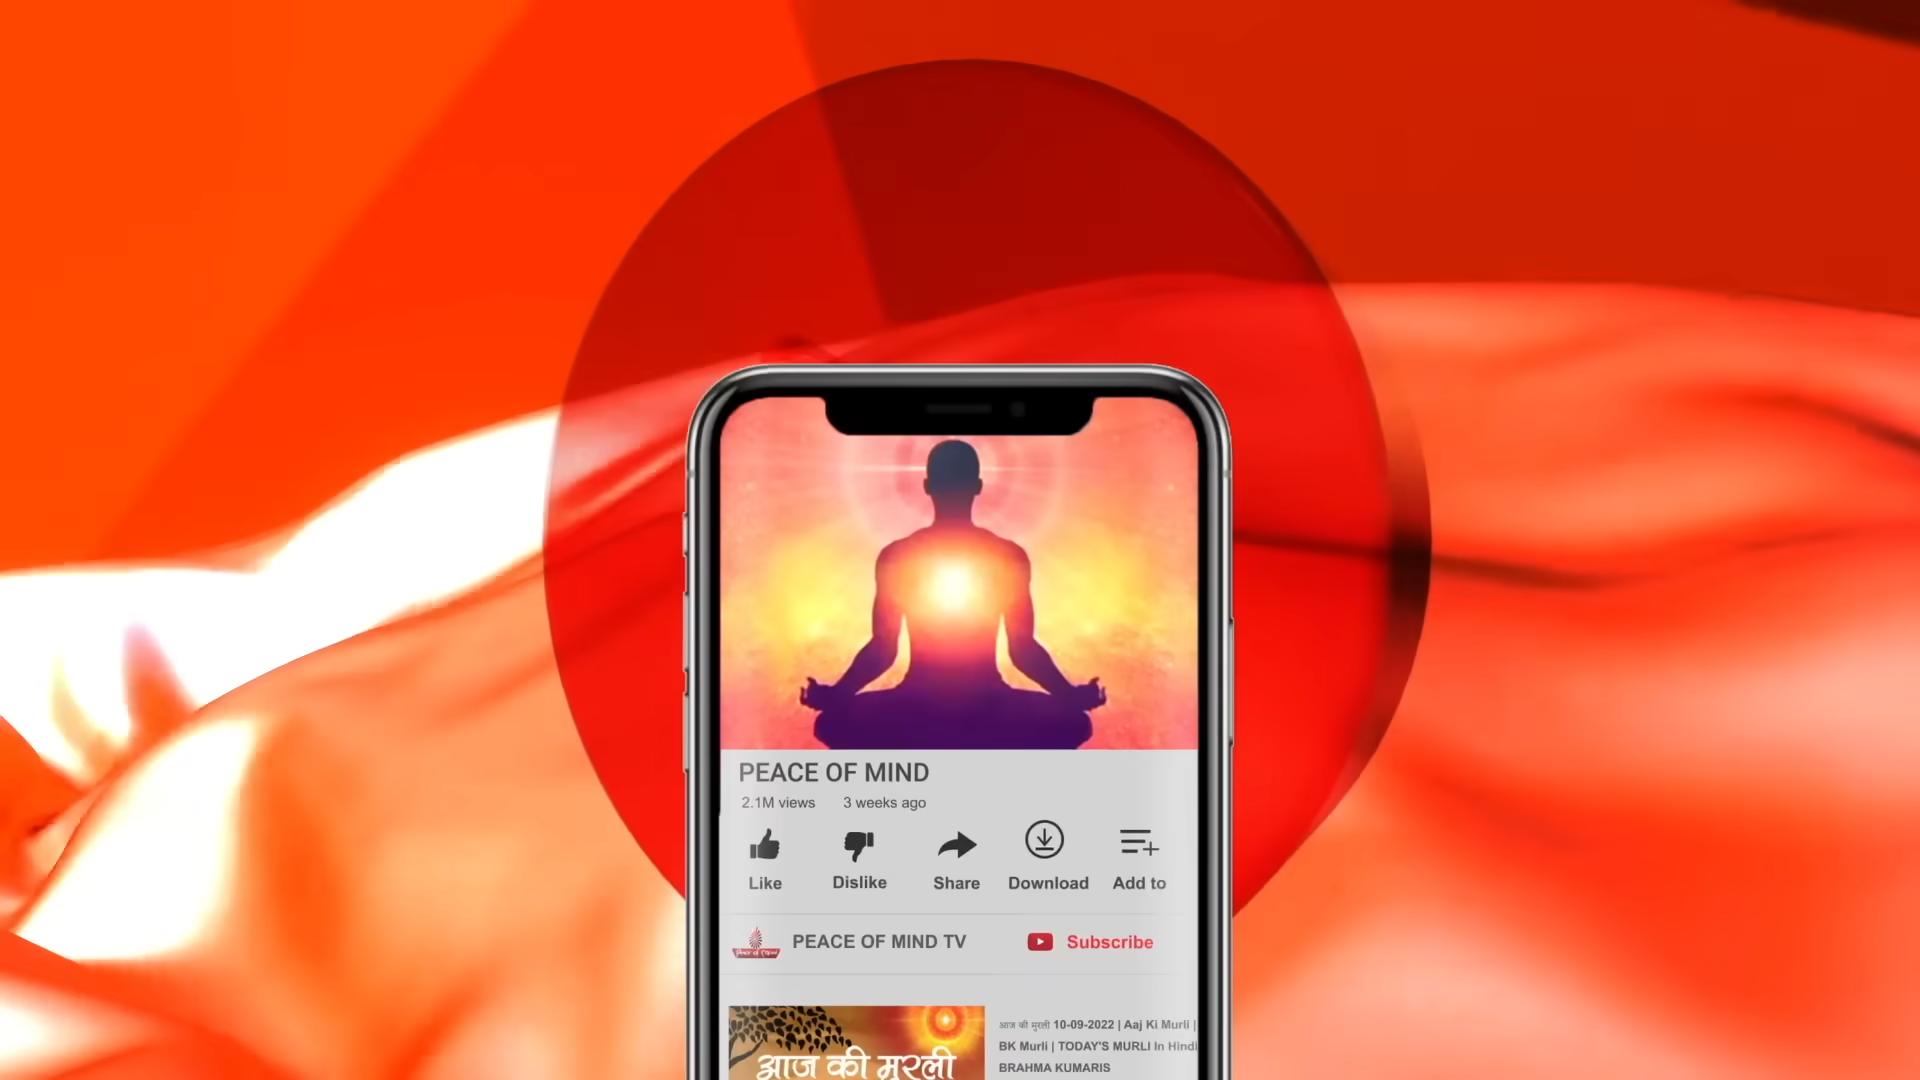 PEACE OF MIND
2.1M views 3 weeks ago
Like Dislike Share Download Add to
PEACE OF MIND TV Subscribe
आज की मुरली
आज की मुरली 10-09-2022 | Aaj Ki Murli |
BK Murli | TODAY'S MURLI In Hindi
BRAHMA KUMARIS